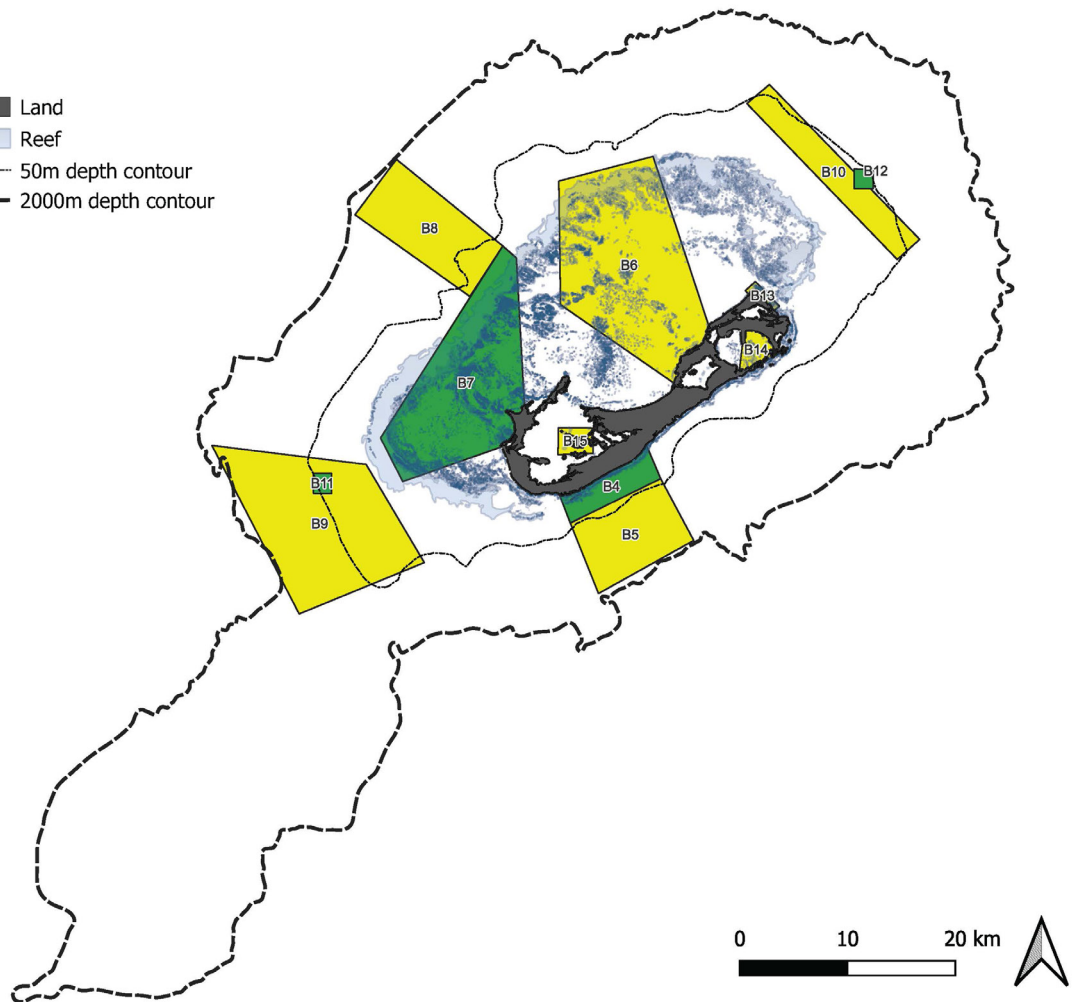 Land
Reef
50m depth contour
2000m depth contour
B10
B12
B8
B6
B13
B14
B7
B15
B11
B4
B9
B5
0 10 20 km